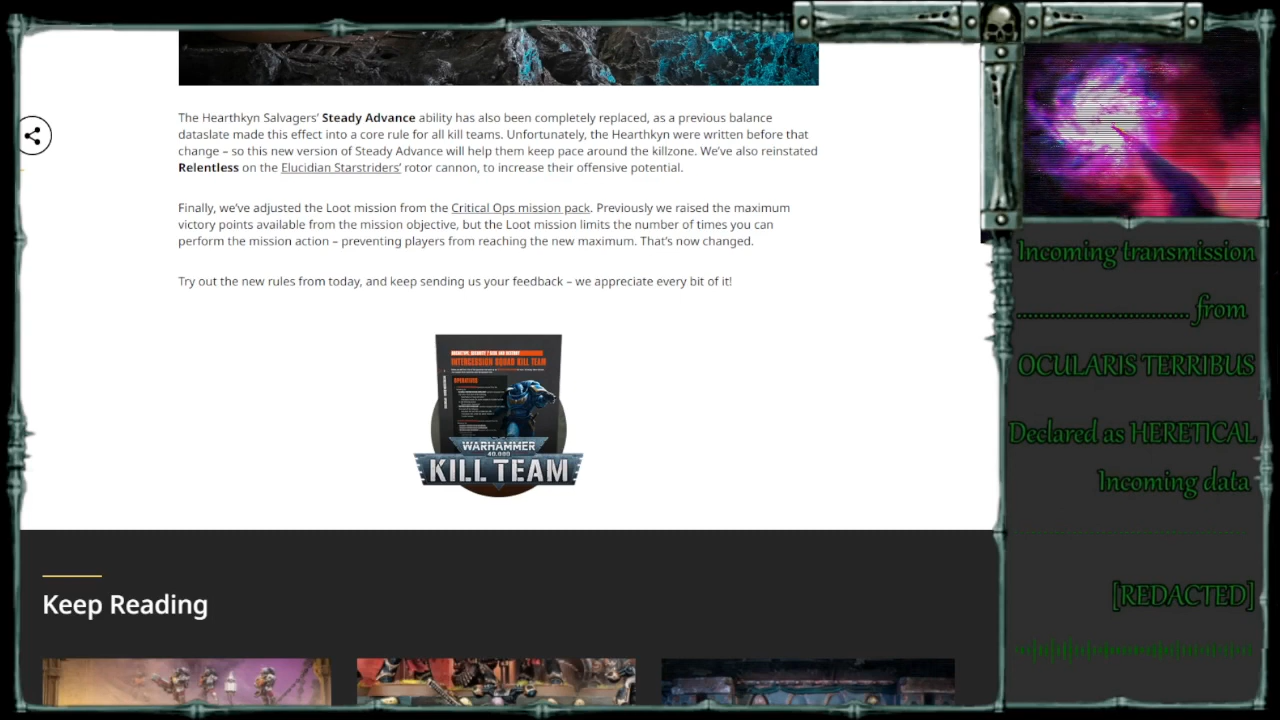 The Hearthkyn Salvagers’ Steady Advance ability has also been completely replaced, as a previous balance
dataslate made this effect into a core rule for all kill teams. Unfortunately, the Hearthkyn were written before that
change – so this new version of Steady Advance will help them keep pace around the killzone. We’ve also reinstated
Relentless on the Elucidian Starstriders’ rotor cannon, to increase their offensive potential.
Finally, we’ve adjusted the Loot mission from the Critical Ops mission pack. Previously we raised the maximum
victory points available from the mission objective, but the Loot mission limits the number of times you can
perform the mission action – preventing players from reaching the new maximum. That’s now changed.
Try out the new rules from today, and keep sending us your feedback – we appreciate every bit of it!
INTERCESSION SQUAD KILL TEAM
OPERATIVES
WARHAMMER
40,000
KILL TEAM
Keep Reading
Incoming transmission
.............................. from
OCULARIS TERRIBUS
Declared as HERETICAL
Incoming data
[REDACTED]